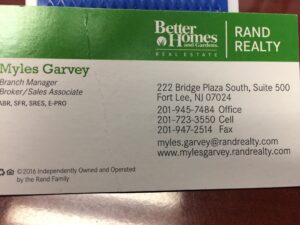 Better
Homes
and Gardens.
REAL ESTATE
RAND
REALTY
Myles Garvey
Branch Manager
Broker/Sales Associate
ABR, SFR, SRES, E-PRO
222 Bridge Plaza South, Suite 500
Fort Lee, NJ 07024
201-945-7484 Office
201-723-3550 Cell
201-947-2514 Fax
myles.garvey@randrealty.com
www.mylesgarvey.randrealty.com
©2016 Independently Owned and Operated
by the Rand Family